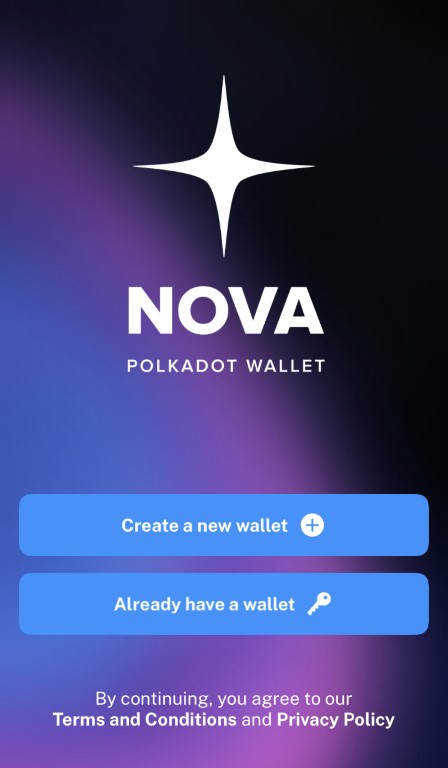 NOVA
POLKADOT WALLET
Create a new wallet
Already have a wallet
By continuing, you agree to our
Terms and Conditions and Privacy Policy